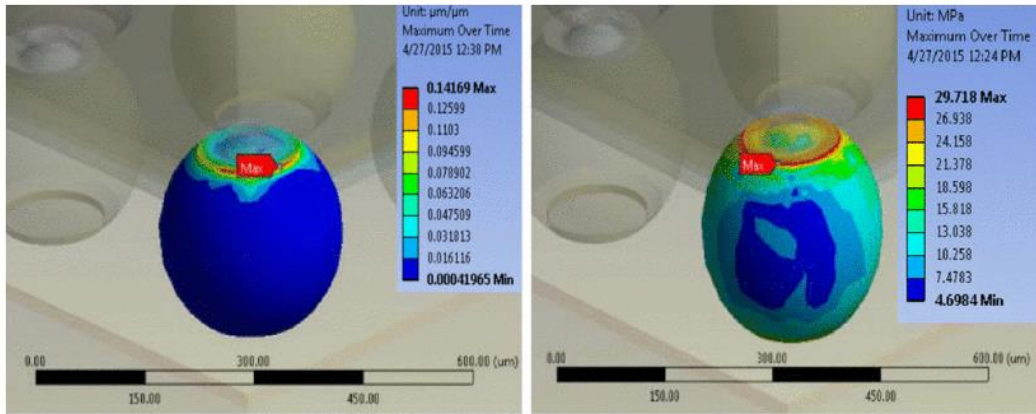 Unit: µm/µm
Maximum Over Time
4/27/2015 12:38 PM
0.14169 Max
0.12599
0.1103
0.094599
0.078902
0.063206
0.047509
0.031813
0.016116
0.00041965 Min
Max
0.00
300.00
600.00 (um)
150.00
450.00
Unit: MPa
Maximum Over Time
4/27/2015 12:24 PM
29.718 Max
26.938
24.158
21.378
18.598
15.818
13.038
10.258
7.4783
4.6984 Min
Max
0.00
300.00
600.00 (um)
150.00
450.00